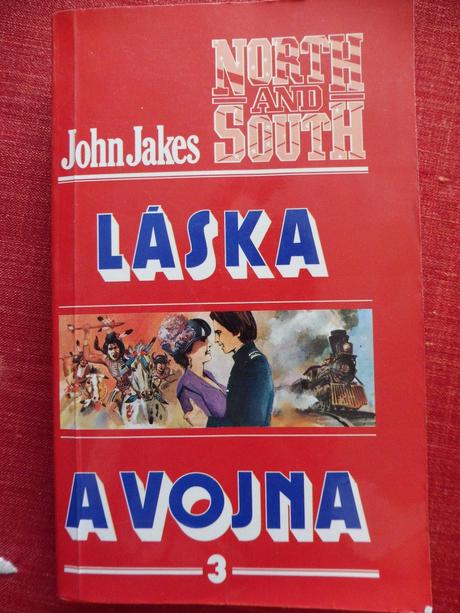 NORTH
AND
SOUTH
John Jakes
LÁSKA
A VOJNA
3